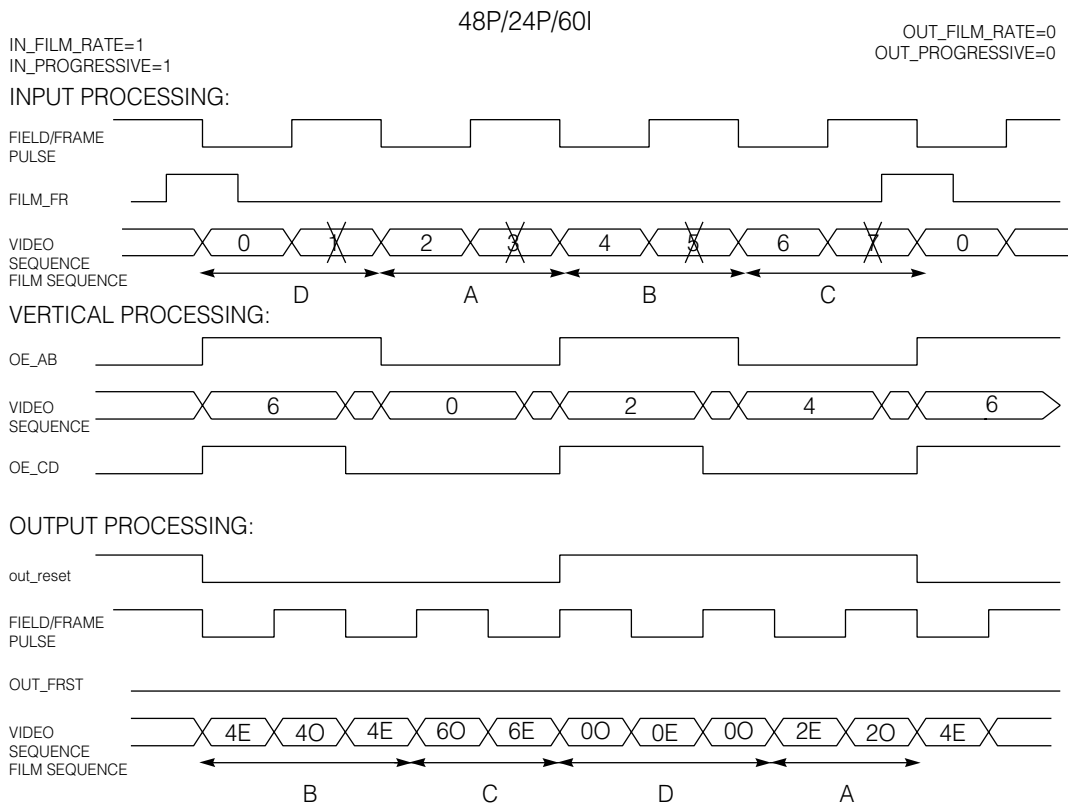 48P/24P/60I
IN_FILM_RATE=1
IN_PROGRESSIVE=1
OUT_FILM_RATE=0
OUT_PROGRESSIVE=0
INPUT PROCESSING:
FIELD/FRAME
PULSE
FILM_FR
VIDEO
SEQUENCE
0 1 2 3 4 5 6 7 0
FILM SEQUENCE
D A B C
VERTICAL PROCESSING:
OE_AB
VIDEO
SEQUENCE
6 0 2 4 6
OE_CD
OUTPUT PROCESSING:
out_reset
FIELD/FRAME
PULSE
OUT_FRST
VIDEO
SEQUENCE
4E 4O 4E 6O 6E 0O 0E 0O 2E 2O 4E
FILM SEQUENCE
B C D A